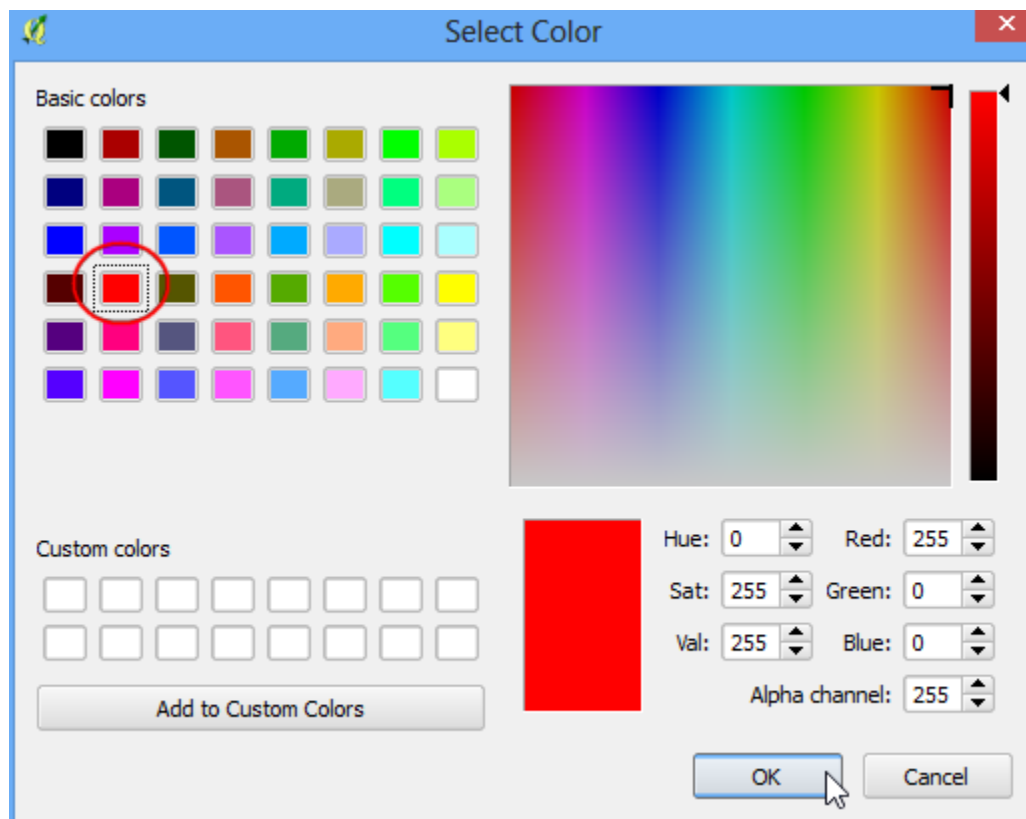 Select Color
Basic colors
Custom colors
Add to Custom Colors
Hue: 0 Red: 255
Sat: 255 Green: 0
Val: 255 Blue: 0
Alpha channel: 255
OK Cancel